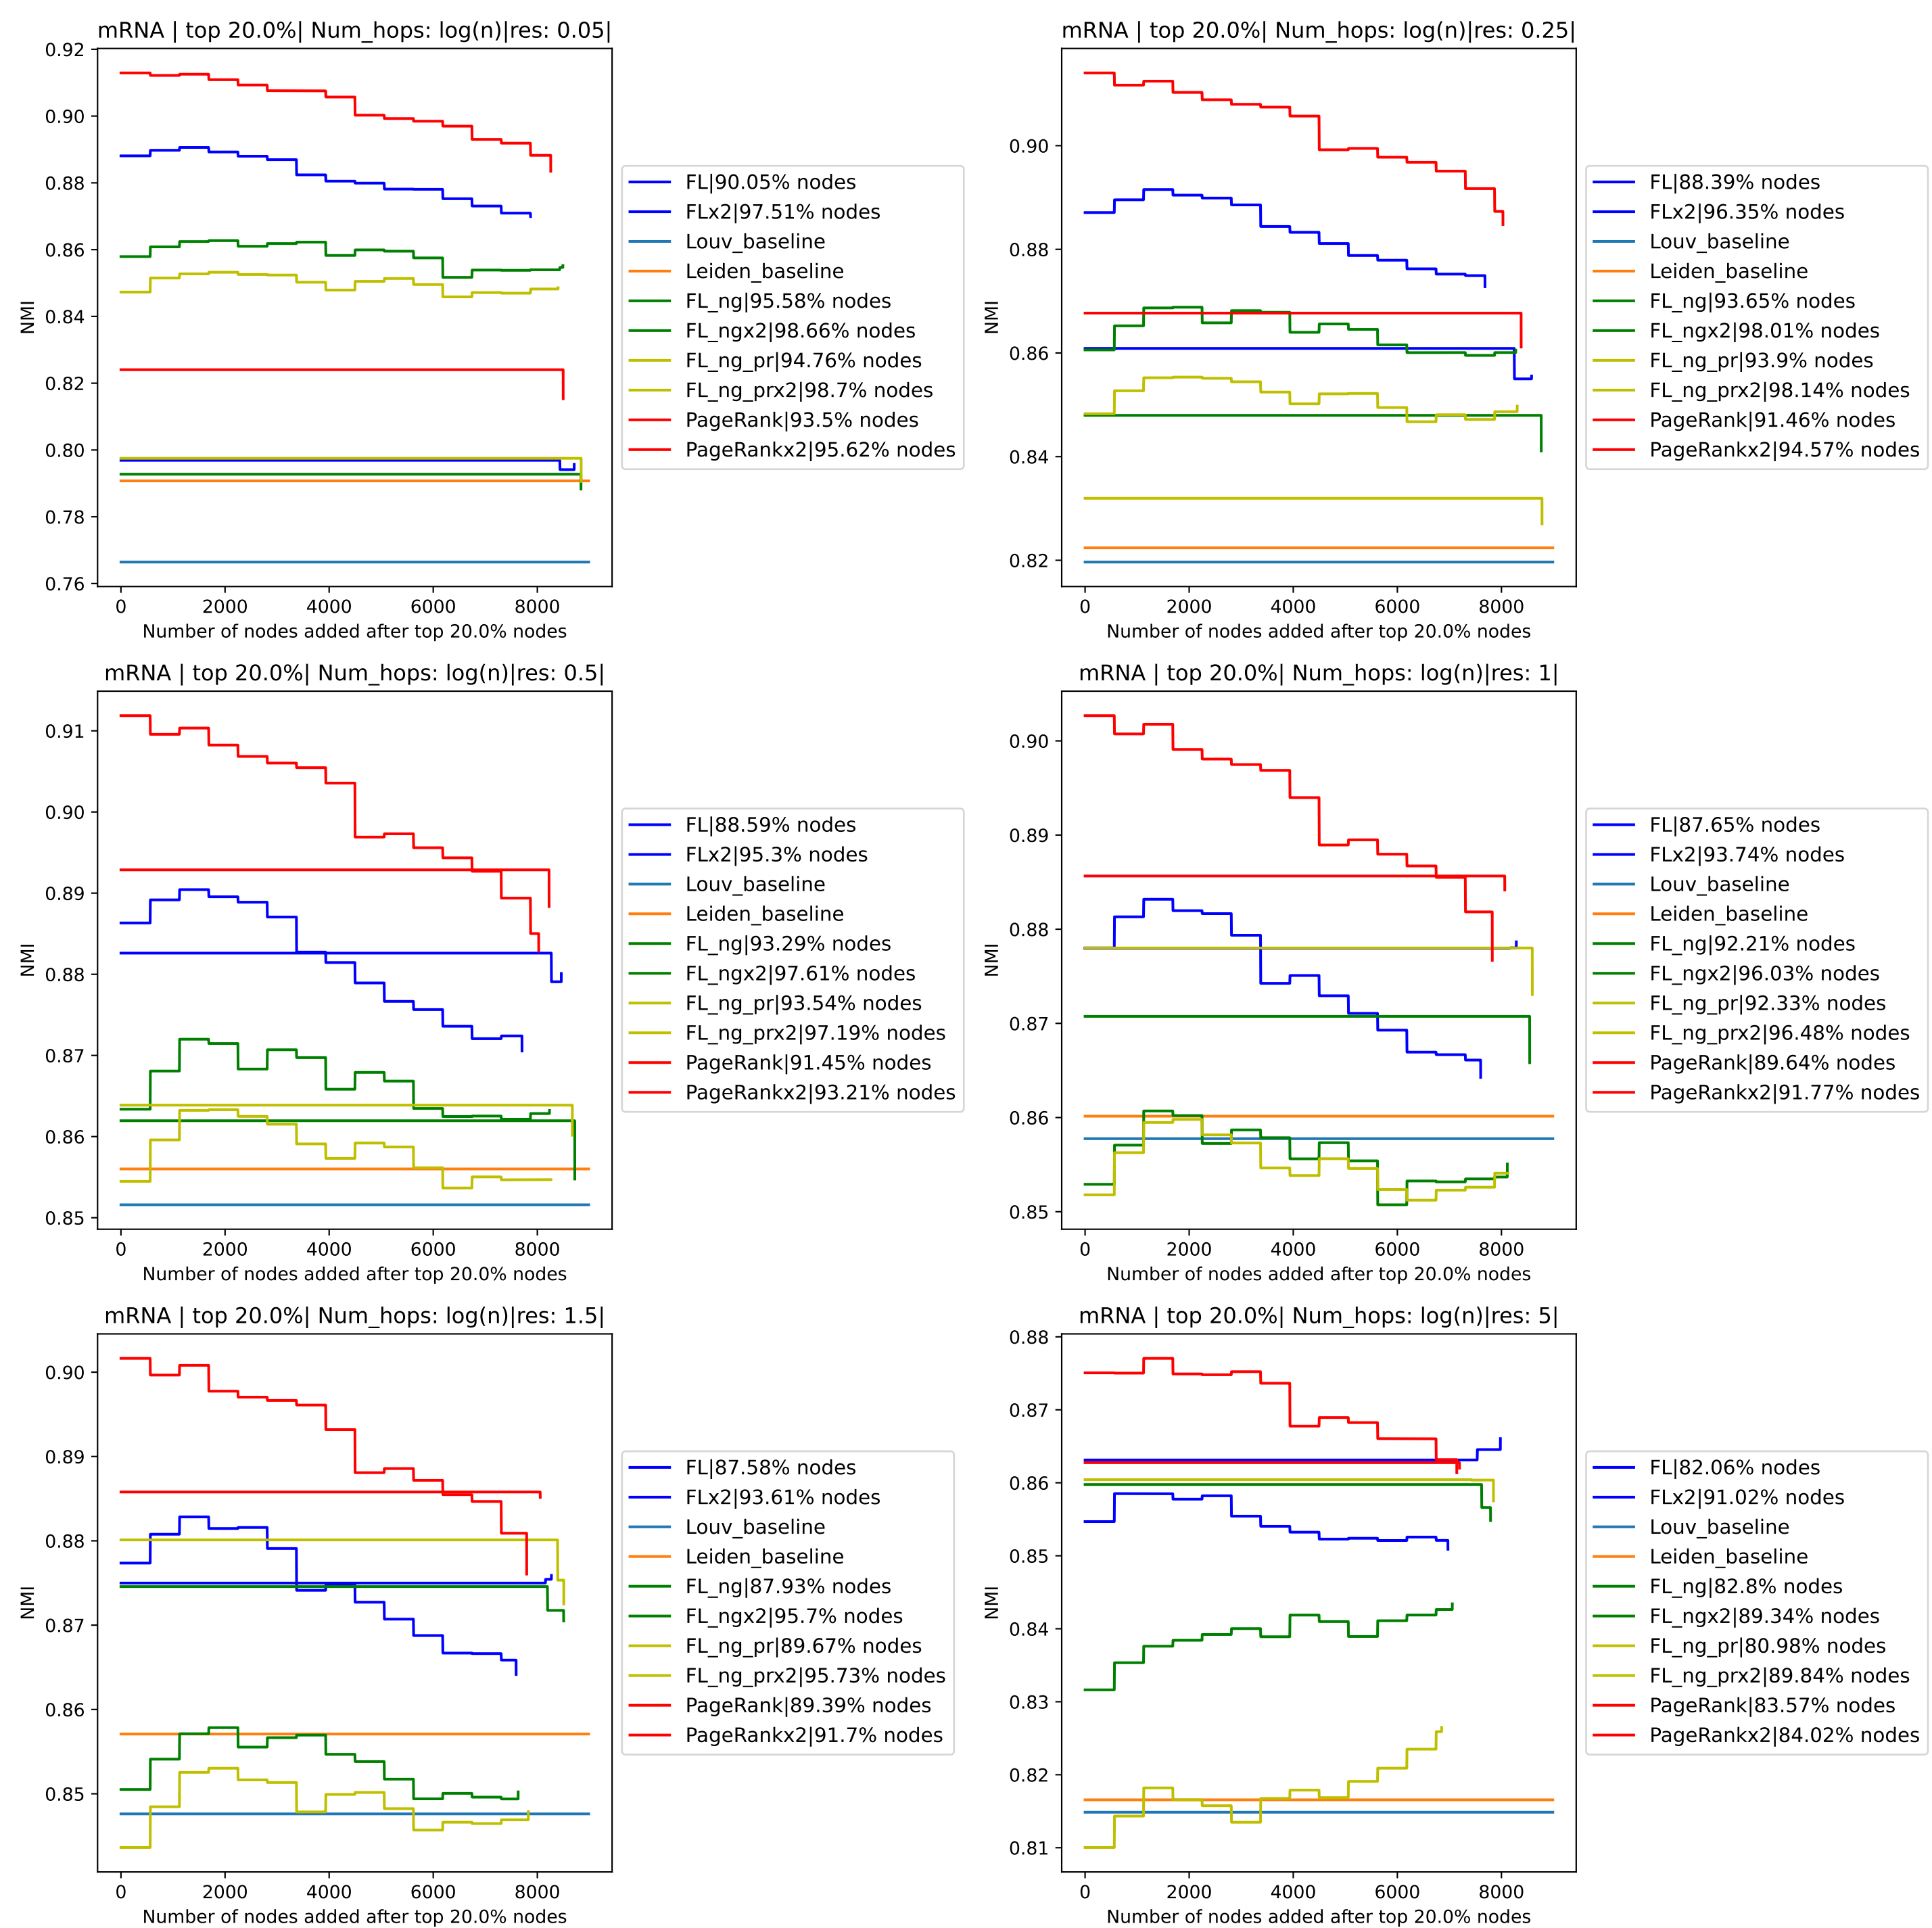 mRNA | top 20.0%| Num_hops: log(n)|res: 0.05|
0.92
0.90
0.88
0.86
0.84
0.82
0.80
0.78
0.76
NMI
0 2000 4000 6000 8000
Number of nodes added after top 20.0% nodes
FL|90.05% nodes
FLx2|97.51% nodes
Louv_baseline
Leiden_baseline
FL_ng|95.58% nodes
FL_ngx2|98.66% nodes
FL_ng_pr|94.76% nodes
FL_ng_prx2|98.7% nodes
PageRank|93.5% nodes
PageRankx2|95.62% nodes
mRNA | top 20.0%| Num_hops: log(n)|res: 0.25|
0.90
0.88
0.86
0.84
0.82
NMI
0 2000 4000 6000 8000
Number of nodes added after top 20.0% nodes
FL|88.39% nodes
FLx2|96.35% nodes
Louv_baseline
Leiden_baseline
FL_ng|93.65% nodes
FL_ngx2|98.01% nodes
FL_ng_pr|93.9% nodes
FL_ng_prx2|98.14% nodes
PageRank|91.46% nodes
PageRankx2|94.57% nodes
mRNA | top 20.0%| Num_hops: log(n)|res: 0.5|
0.91
0.90
0.89
0.88
0.87
0.86
0.85
NMI
0 2000 4000 6000 8000
Number of nodes added after top 20.0% nodes
FL|88.59% nodes
FLx2|95.3% nodes
Louv_baseline
Leiden_baseline
FL_ng|93.29% nodes
FL_ngx2|97.61% nodes
FL_ng_pr|93.54% nodes
FL_ng_prx2|97.19% nodes
PageRank|91.45% nodes
PageRankx2|93.21% nodes
mRNA | top 20.0%| Num_hops: log(n)|res: 1|
0.90
0.89
0.88
0.87
0.86
0.85
NMI
0 2000 4000 6000 8000
Number of nodes added after top 20.0% nodes
FL|87.65% nodes
FLx2|93.74% nodes
Louv_baseline
Leiden_baseline
FL_ng|92.21% nodes
FL_ngx2|96.03% nodes
FL_ng_pr|92.33% nodes
FL_ng_prx2|96.48% nodes
PageRank|89.64% nodes
PageRankx2|91.77% nodes
mRNA | top 20.0%| Num_hops: log(n)|res: 1.5|
0.90
0.89
0.88
0.87
0.86
0.85
NMI
0 2000 4000 6000 8000
Number of nodes added after top 20.0% nodes
FL|87.58% nodes
FLx2|93.61% nodes
Louv_baseline
Leiden_baseline
FL_ng|87.93% nodes
FL_ngx2|95.7% nodes
FL_ng_pr|89.67% nodes
FL_ng_prx2|95.73% nodes
PageRank|89.39% nodes
PageRankx2|91.7% nodes
mRNA | top 20.0%| Num_hops: log(n)|res: 5|
0.88
0.87
0.86
0.85
0.84
0.83
0.82
0.81
NMI
0 2000 4000 6000 8000
Number of nodes added after top 20.0% nodes
FL|82.06% nodes
FLx2|91.02% nodes
Louv_baseline
Leiden_baseline
FL_ng|82.8% nodes
FL_ngx2|89.34% nodes
FL_ng_pr|80.98% nodes
FL_ng_prx2|89.84% nodes
PageRank|83.57% nodes
PageRankx2|84.02% nodes